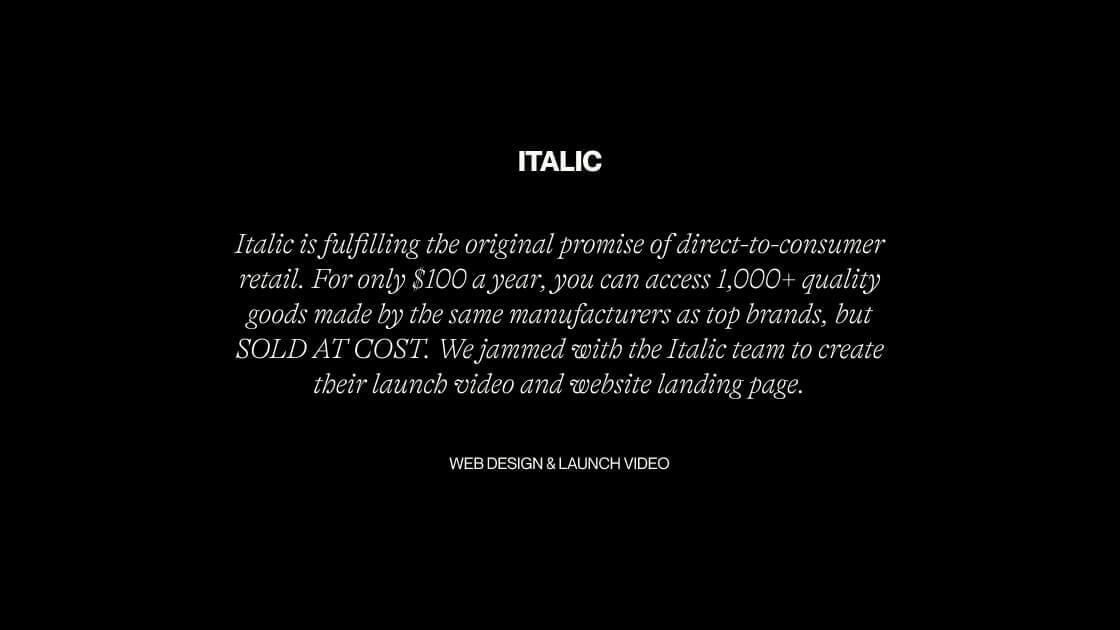 ITALIC
Italic is fulfilling the original promise of direct-to-consumer
retail. For only $100 a year, you can access 1,000+ quality
goods made by the same manufacturers as top brands, but
SOLD AT COST. We jammed with the Italic team to create
their launch video and website landing page.
WEB DESIGN & LAUNCH VIDEO